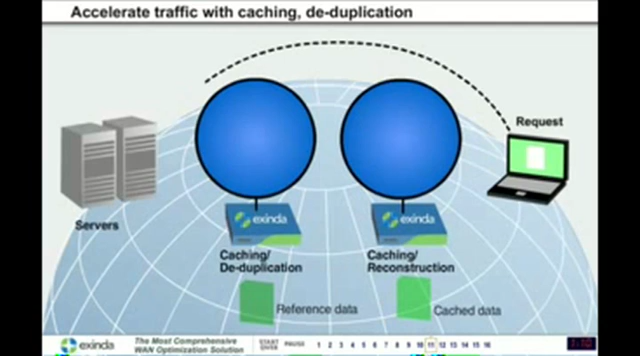 Accelerate traffic with caching, de-duplication
Request
Servers
exinda
exinda
Caching/
De-duplication
Caching/
Reconstruction
Reference data
Cached data
exinda
The Most Comprehensive
WAN Optimization Solution
START
OVER
PAUSE
1 2 3 4 5 6 7 8 9 10 11 12 13 14 15 16